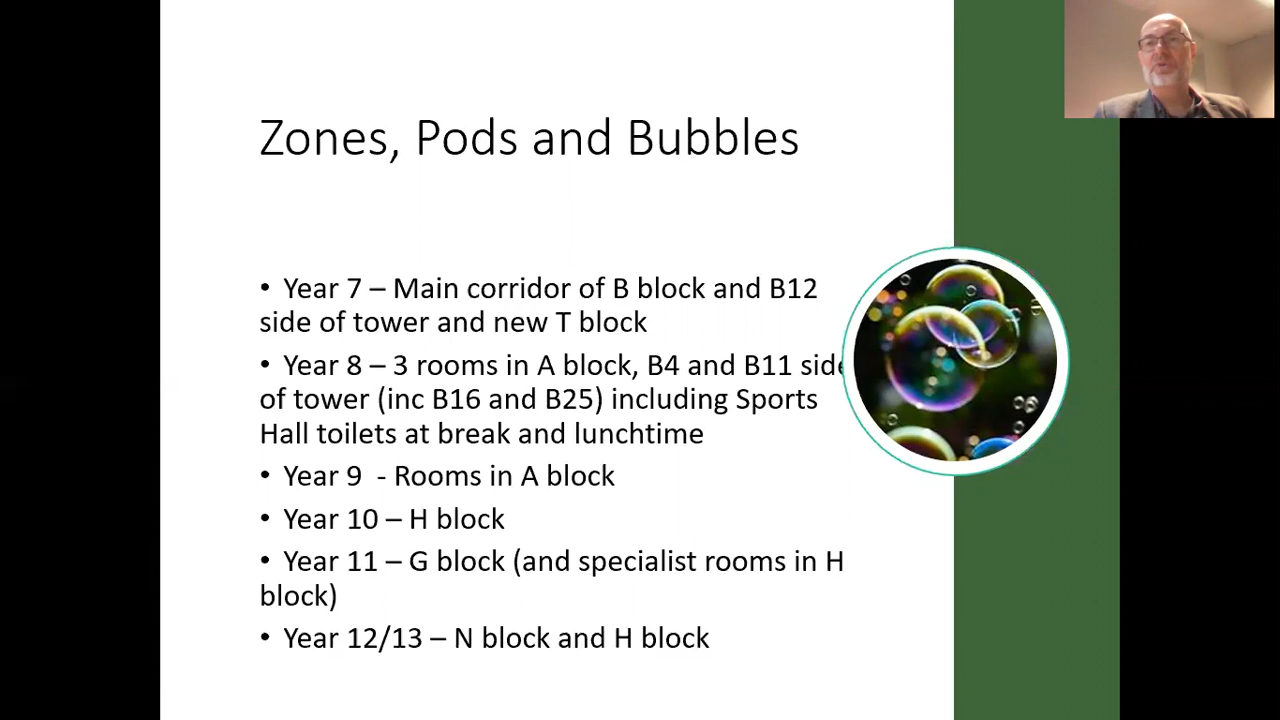 Zones, Pods and Bubbles
• Year 7 – Main corridor of B block and B12
side of tower and new T block
• Year 8 – 3 rooms in A block, B4 and B11 side
of tower (inc B16 and B25) including Sports
Hall toilets at break and lunchtime
• Year 9  - Rooms in A block
• Year 10 – H block
• Year 11 – G block (and specialist rooms in H
block)
• Year 12/13 – N block and H block